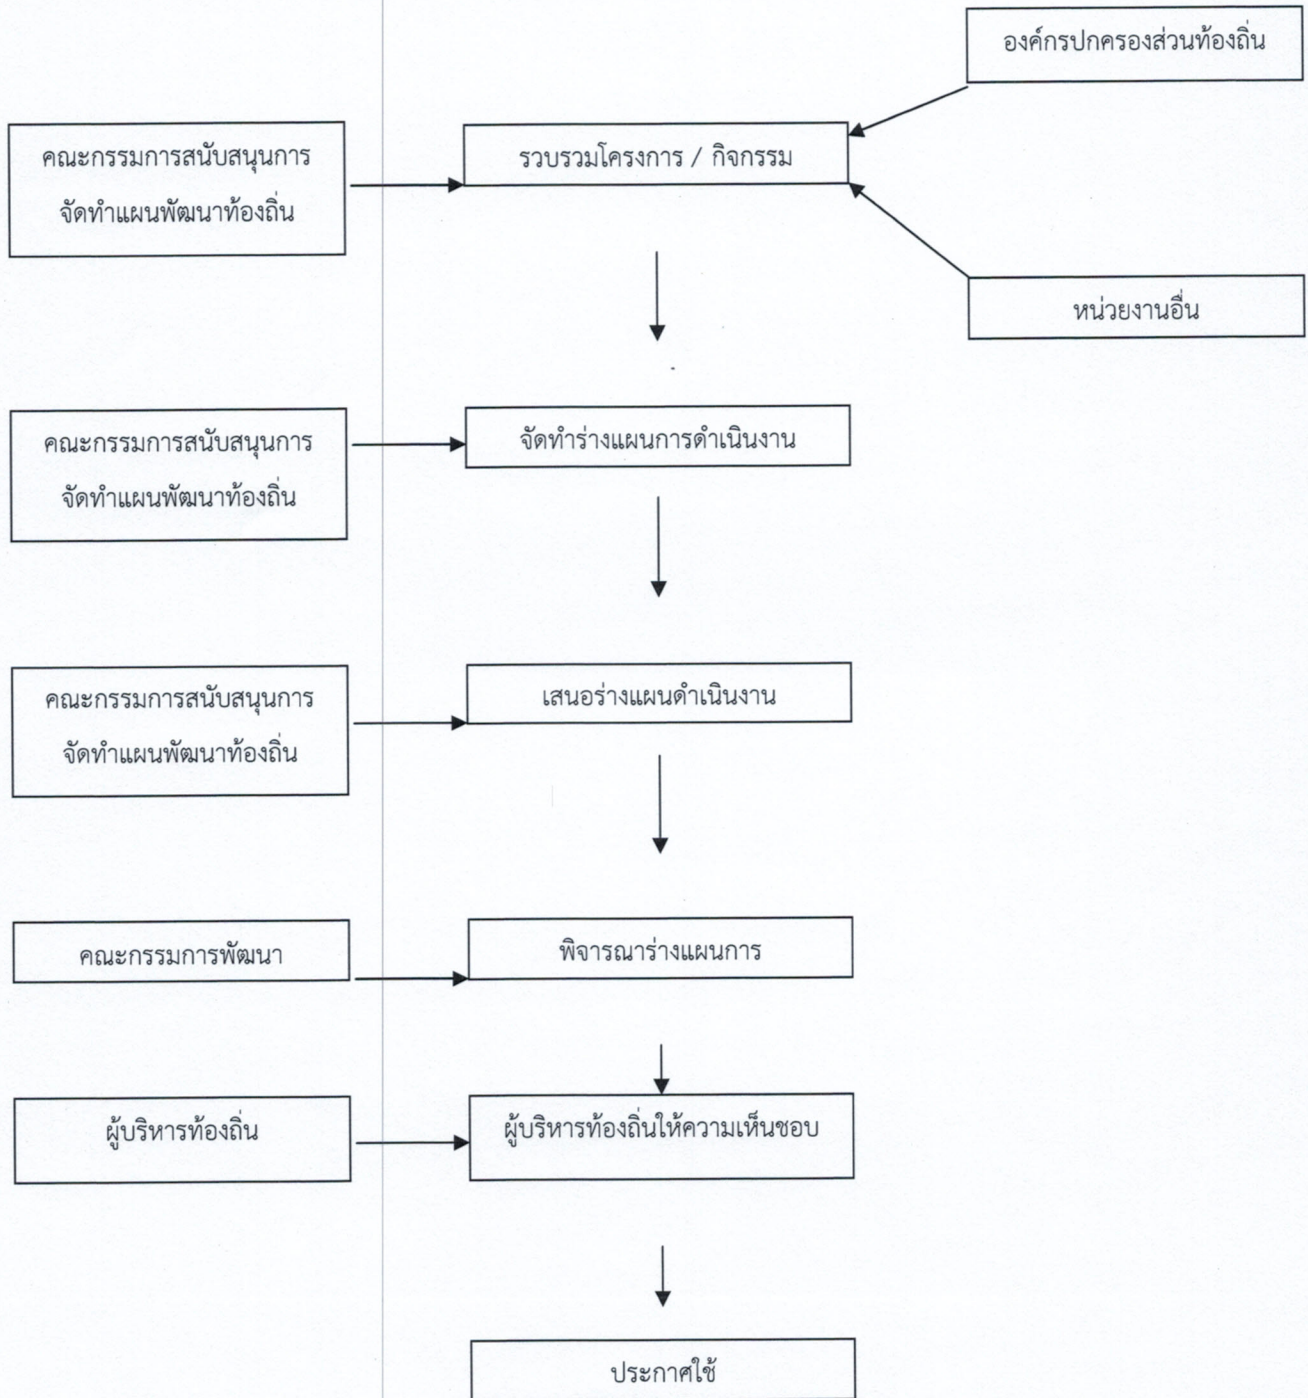 องค์กรปกครองส่วนท้องถิ่น
คณะกรรมการสนับสนุนการ
จัดทำแผนพัฒนาท้องถิ่น
รวบรวมโครงการ / กิจกรรม
หน่วยงานอื่น
คณะกรรมการสนับสนุนการ
จัดทำแผนพัฒนาท้องถิ่น
จัดทำร่างแผนการดำเนินงาน
คณะกรรมการสนับสนุนการ
จัดทำแผนพัฒนาท้องถิ่น
เสนอร่างแผนดำเนินงาน
คณะกรรมการพัฒนา
พิจารณาร่างแผนการ
ผู้บริหารท้องถิ่น
ผู้บริหารท้องถิ่นให้ความเห็นชอบ
ประกาศใช้